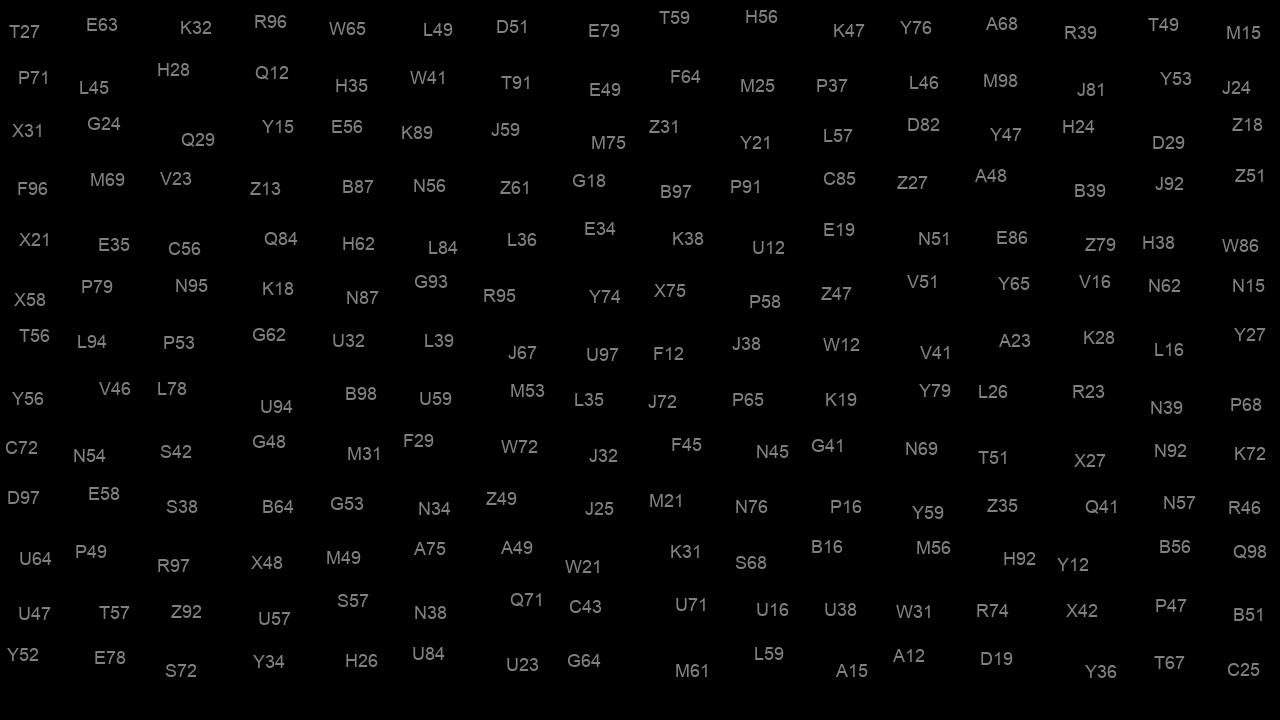 T27 E63 K32 R96 W65 L49 D51 E79 T59 H56 K47 Y76 A68 R39 T49 M15
P71 L45 H28 Q12 H35 W41 T91 E49 F64 M25 P37 L46 M98 J81 Y53 J24
X31 G24 Q29 Y15 E56 K89 J59 M75 Z31 Y21 L57 D82 Y47 H24 D29 Z18
F96 M69 V23 Z13 B87 N56 Z61 G18 B97 P91 C85 Z27 A48 B39 J92 Z51
X21 E35 C56 Q84 H62 L84 L36 E34 K38 U12 E19 N51 E86 Z79 H38 W86
X58 P79 N95 K18 N87 G93 R95 Y74 X75 P58 Z47 V51 Y65 V16 N62 N15
T56 L94 P53 G62 U32 L39 J67 U97 F12 J38 W12 V41 A23 K28 L16 Y27
Y56 V46 L78 U94 B98 U59 M53 L35 J72 P65 K19 Y79 L26 R23 N39 P68
C72 N54 S42 G48 M31 F29 W72 J32 F45 N45 G41 N69 T51 X27 N92 K72
D97 E58 S38 B64 G53 N34 Z49 J25 M21 N76 P16 Y59 Z35 Q41 N57 R46
U64 P49 R97 X48 M49 A75 A49 W21 K31 S68 B16 M56 H92 Y12 B56 Q98
U47 T57 Z92 U57 S57 N38 Q71 C43 U71 U16 U38 W31 R74 X42 P47 B51
Y52 E78 S72 Y34 H26 U84 U23 G64 M61 L59 A15 A12 D19 Y36 T67 C25